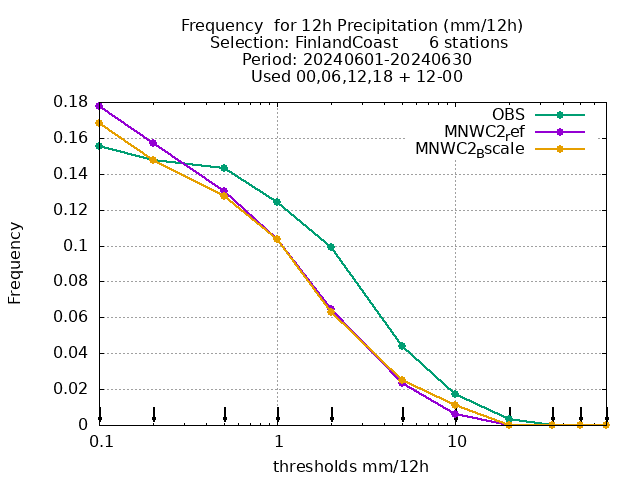 Frequency  for 12h Precipitation (mm/12h)
Selection: FinlandCoast      6 stations
Period: 20240601-20240630
Used 00,06,12,18 + 12-00
OBS
MNWC2ref
MNWC2Bscale
Frequency
0.18
0.16
0.14
0.12
0.1
0.08
0.06
0.04
0.02
0
0.1 1 10
thresholds mm/12h